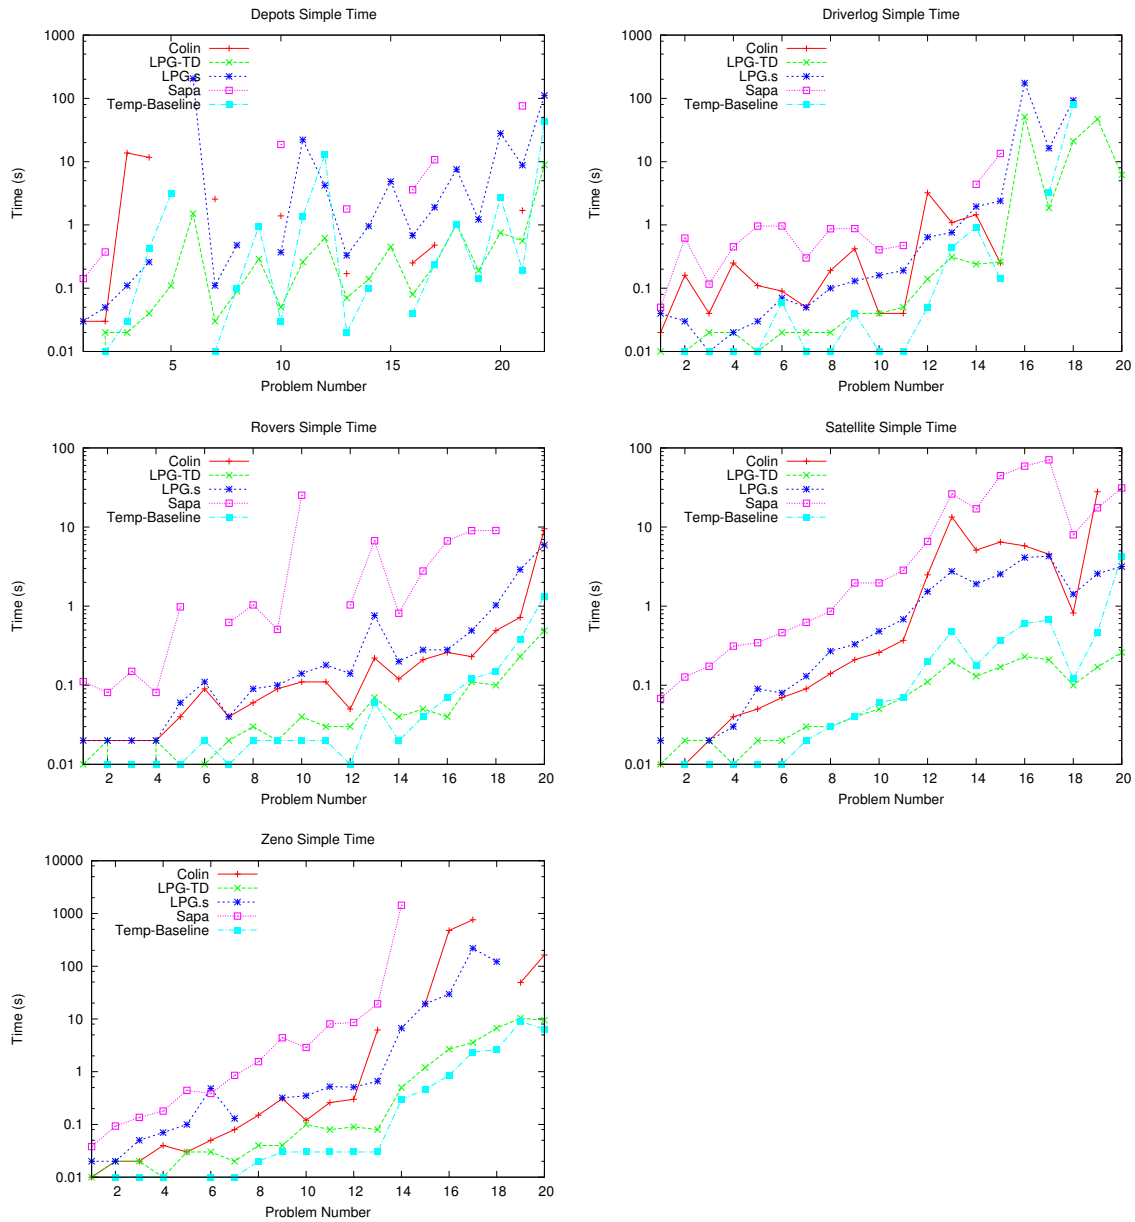 Depots Simple Time
1000
100
10
1
0.1
0.01
Time (s)
Colin
LPG-TD
LPG.s
Sapa
Temp-Baseline
5
10
15
20
Problem Number
Driverlog Simple Time
1000
100
10
1
0.1
0.01
Time (s)
Colin
LPG-TD
LPG.s
Sapa
Temp-Baseline
2
4
6
8
10
12
14
16
18
20
Problem Number
Rovers Simple Time
100
10
1
0.1
0.01
Time (s)
Colin
LPG-TD
LPG.s
Sapa
Temp-Baseline
2
4
6
8
10
12
14
16
18
20
Problem Number
Satellite Simple Time
100
10
1
0.1
0.01
Time (s)
Colin
LPG-TD
LPG.s
Sapa
Temp-Baseline
2
4
6
8
10
12
14
16
18
20
Problem Number
Zeno Simple Time
10000
1000
100
10
1
0.1
0.01
Time (s)
Colin
LPG-TD
LPG.s
Sapa
Temp-Baseline
2
4
6
8
10
12
14
16
18
20
Problem Number